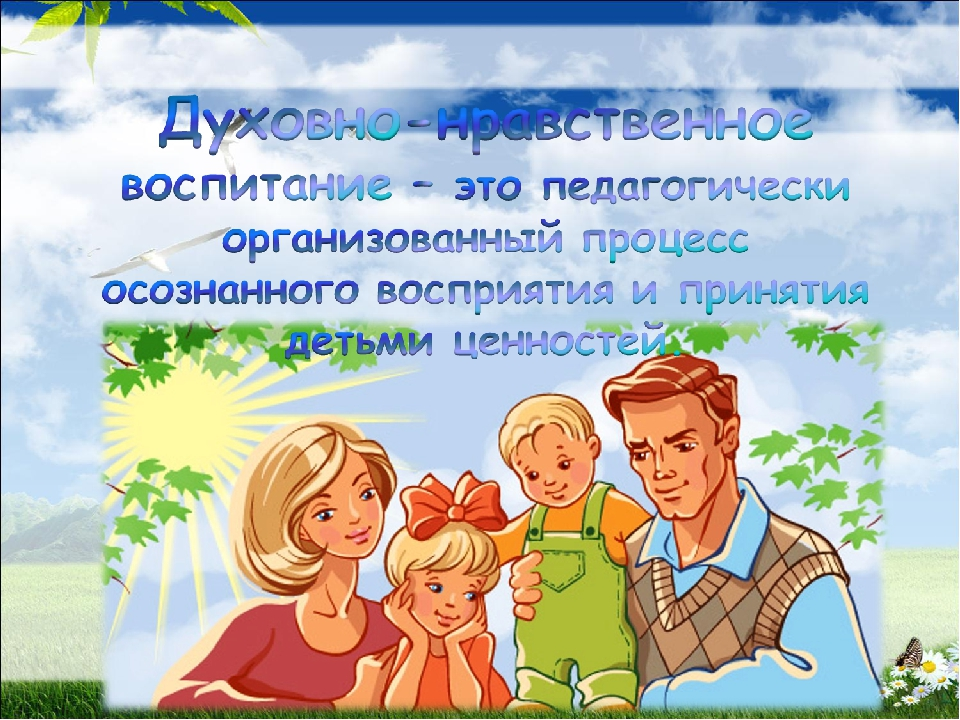 Духовно-нравственное
воспитание - это педагогически
организованный процесс
осознанного восприятия и принятия
детьми ценностей.